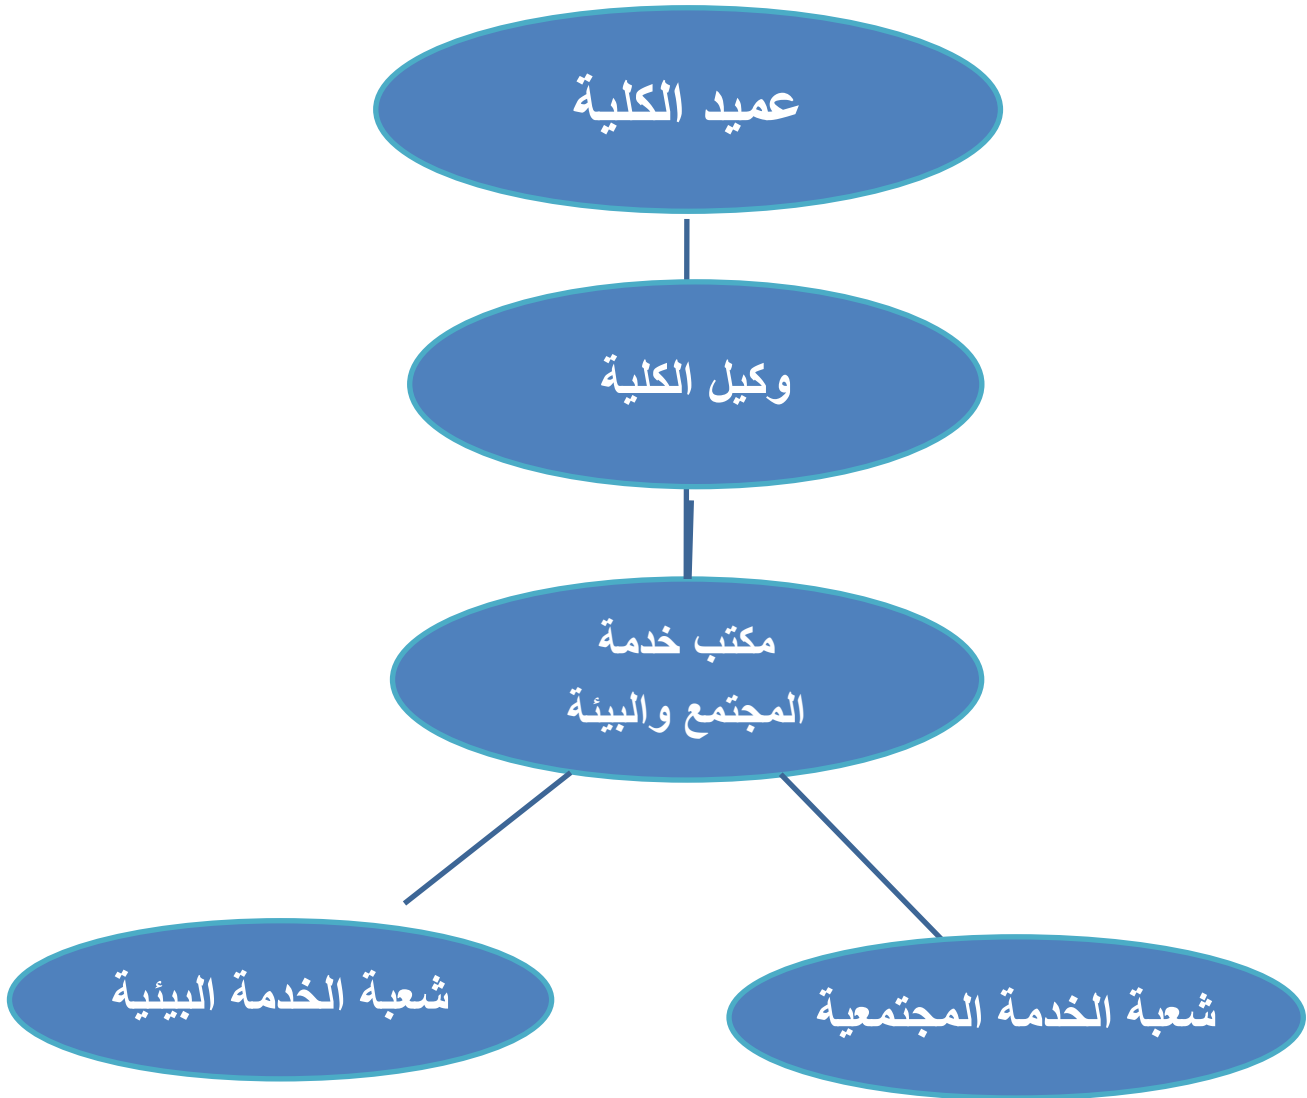 عميد الكلية
وكيل الكلية
مكتب خدمة
المجتمع والبيئة
شعبة الخدمة المجتمعية
شعبة الخدمة البيئية